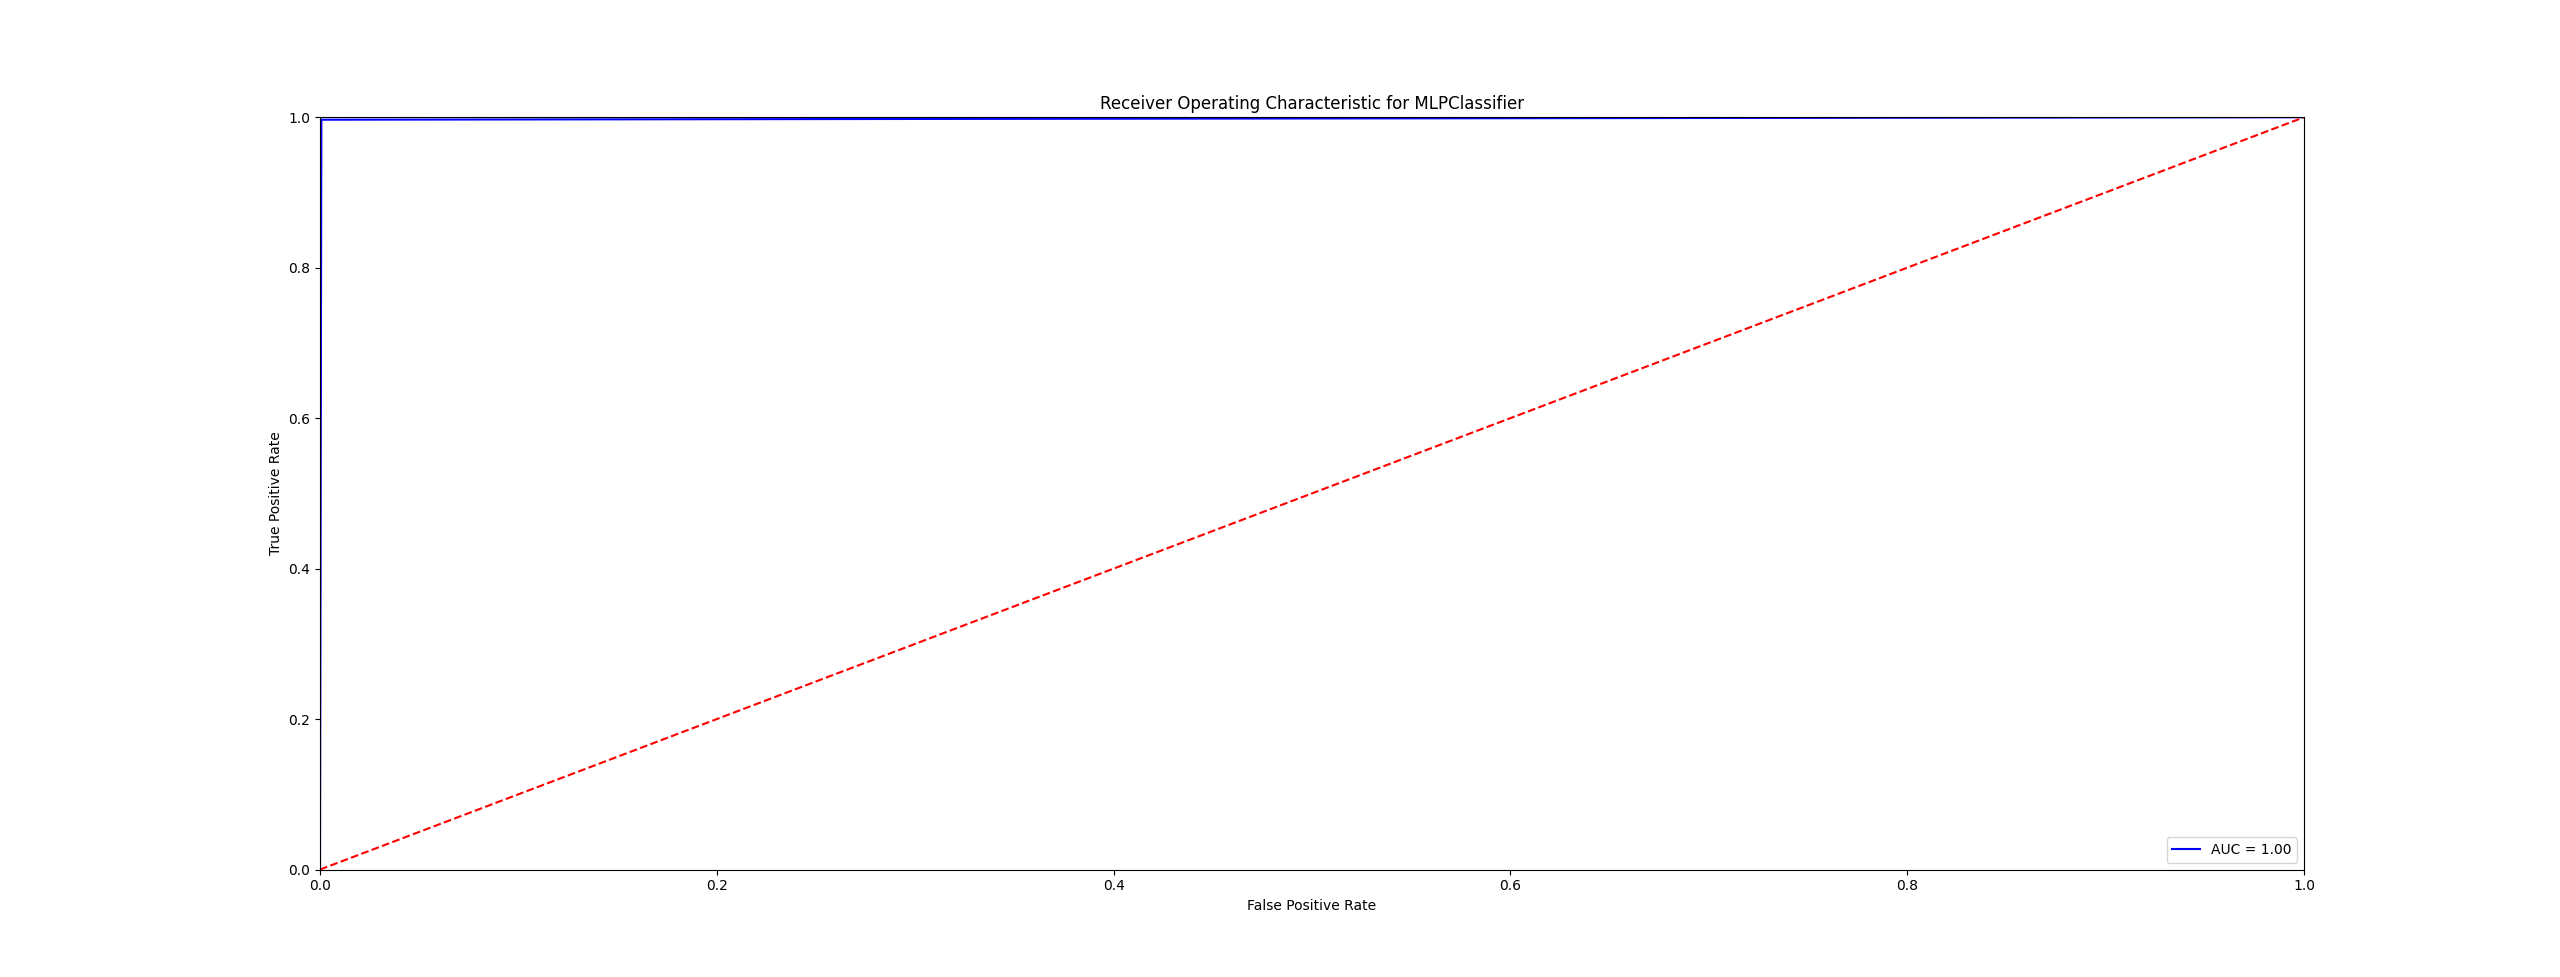 Receiver Operating Characteristic for MLPClassifier
1.0
0.8
0.6
0.4
0.2
0.0
True Positive Rate
0.0 0.2 0.4 0.6 0.8 1.0
False Positive Rate
AUC = 1.00